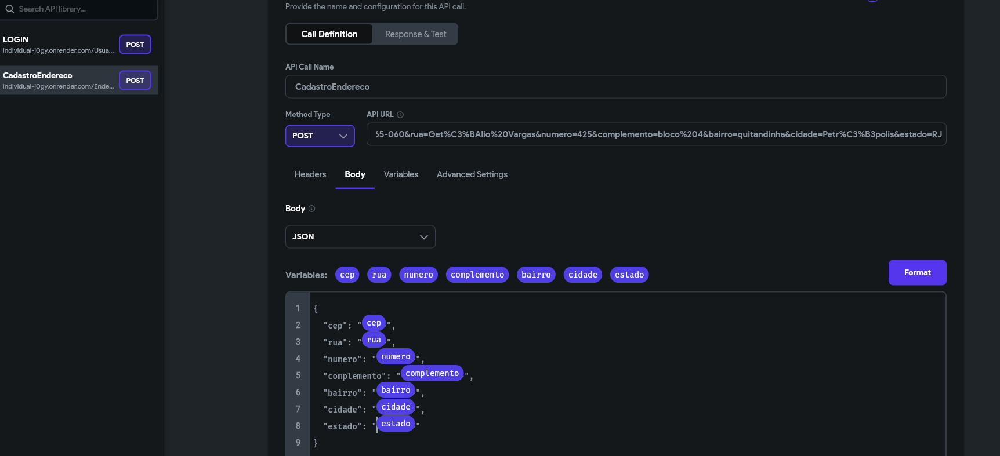 Search API library...
LOGIN
individual-j0gy.onrender.com/Usua...
POST
CadastroEndereco
individual-j0gy.onrender.com/Ende...
POST
Provide the name and configuration for this API call.
Call Definition
Response & Test
API Call Name
CadastroEndereco
Method Type
API URL
POST
55-060&rua=Get%C3%BAlio%20Vargas&numero=425&complemento=bloco%204&bairro=quitandinha&cidade=Petr%C3%B3polis&estado=RJ
Headers Body Variables Advanced Settings
Body
JSON
Variables: cep rua numero complemento bairro cidade estado
Format
1 {
2 "cep": "cep",
3 "rua": "rua",
4 "numero": "numero",
5 "complemento": "complemento",
6 "bairro": "bairro",
7 "cidade": "cidade",
8 "estado": "estado"
9 }